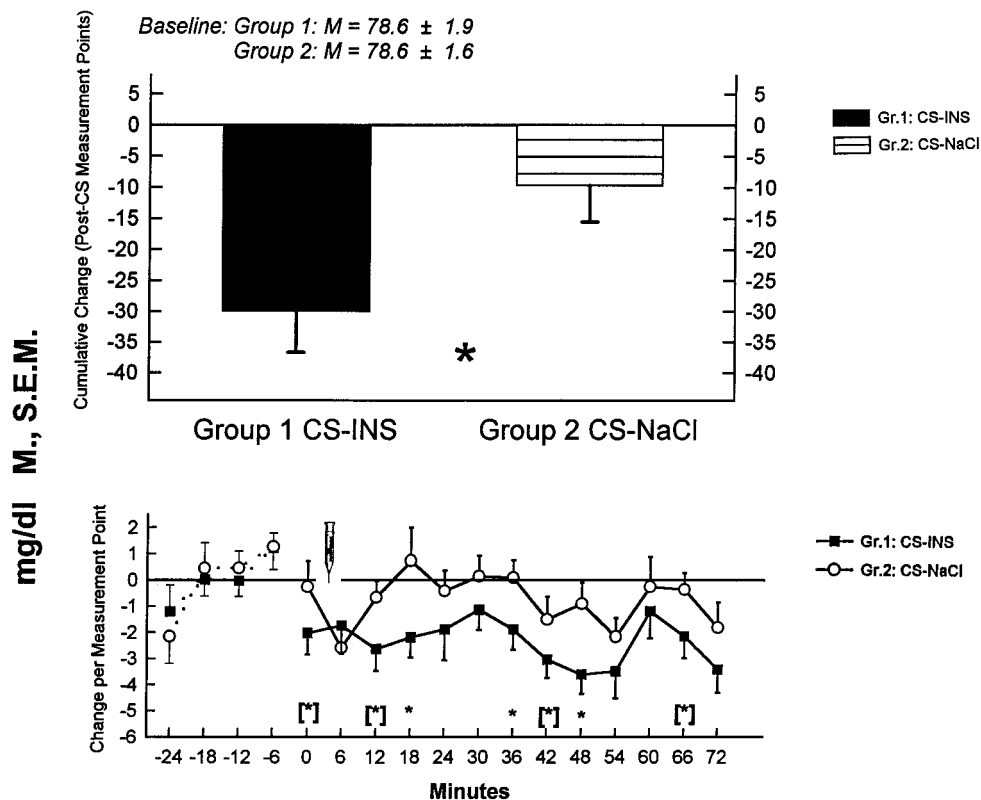 Baseline: Group 1: M = 78.6 ± 1.9
Group 2: M = 78.6 ± 1.6
mg/dl M., S.E.M.
Cumulative Change (Post-CS Measurement Points)
5
0
-5
-10
-15
-20
-25
-30
-35
-40
*
5
0
-5
-10
-15
-20
-25
-30
-35
-40
Gr.1: CS-INS
Gr.2: CS-NaCl
Group 1 CS-INS Group 2 CS-NaCl
Change per Measurement Point
2
1
0
-1
-2
-3
-4
-5
-6
Gr.1: CS-INS
Gr.2: CS-NaCl
[*] [*] * * [*] * [*]
-24 -18 -12 -6 0 6 12 18 24 30 36 42 48 54 60 66 72
Minutes